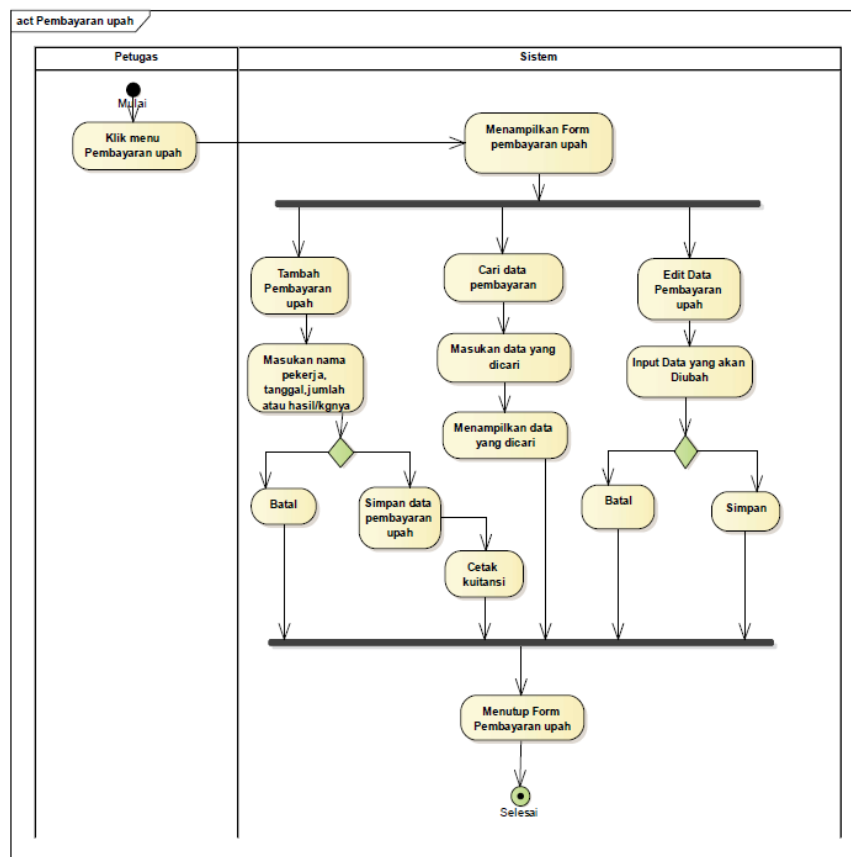 act Pembayaran upah
Petugas
Sistem
Mulai
Klik menu
Pembayaran upah
Menampilkan Form
pembayaran upah
Tambah
Pembayaran
upah
Cari data
pembayaran
Edit Data
Pembayaran
upah
Masukan nama
pekerja,
tanggal,jumlah
atau hasil/kgnya
Masukan data yang
dicari
Input Data yang akan
Diubah
Menampilkan data
yang dicari
Batal
Simpan data
pembayaran
upah
Batal
Simpan
Cetak
kuitansi
Menutup Form
Pembayaran upah
Selesai